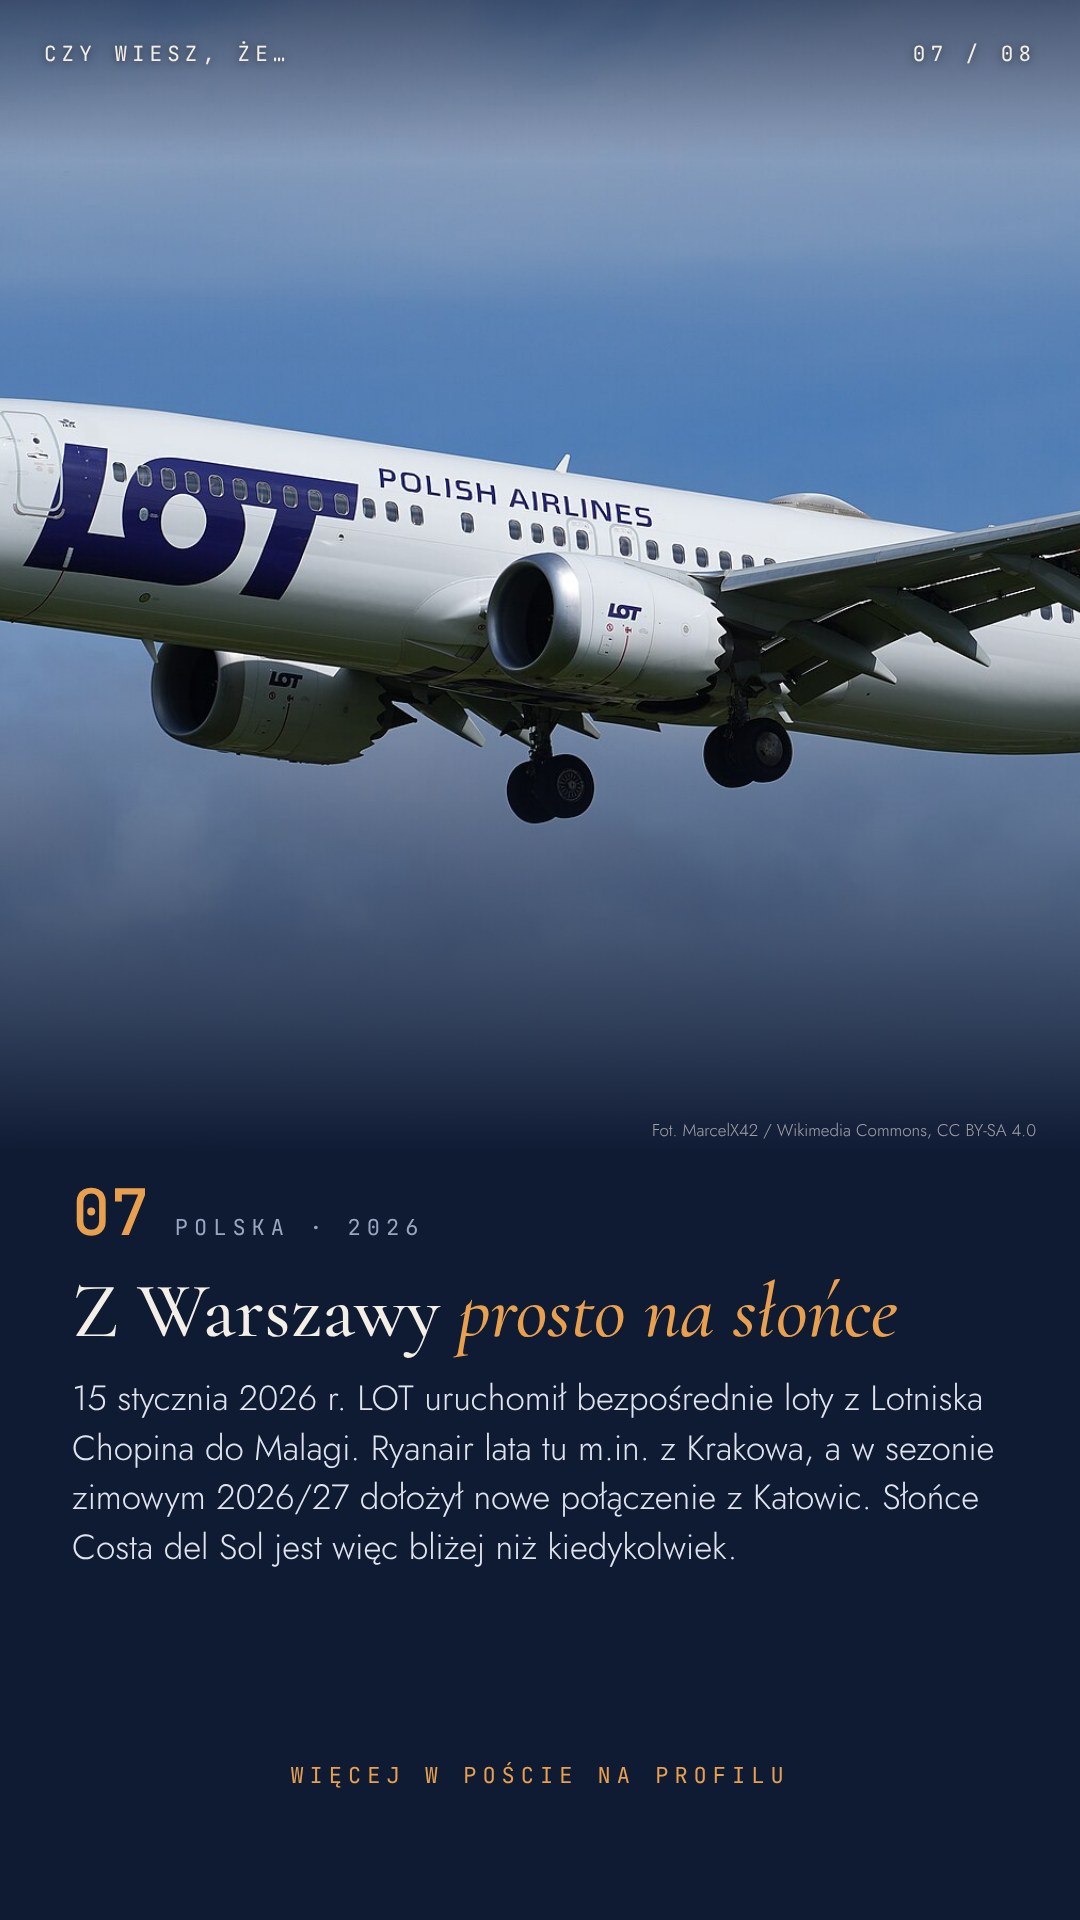 CZY WIESZ, ŻE…
07 / 08
LOT
POLISH AIRLINES
LOT
LOT
Fot. MarcelX42 / Wikimedia Commons, CC BY-SA 4.0
07 POLSKA · 2026
Z Warszawy prosto na słońce
15 stycznia 2026 r. LOT uruchomił bezpośrednie loty z Lotniska
Chopina do Malagi. Ryanair lata tu m.in. z Krakowa, a w sezonie
zimowym 2026/27 dołożył nowe połączenie z Katowic. Słońce
Costa del Sol jest więc bliżej niż kiedykolwiek.
WIĘCEJ W POŚCIE NA PROFILU